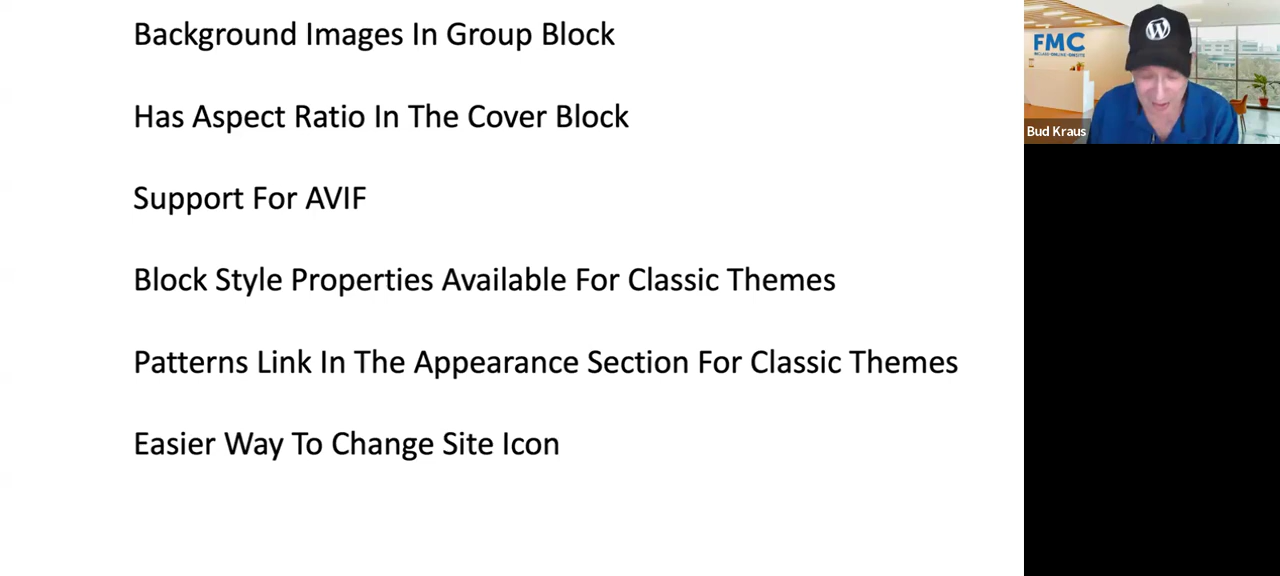 Background Images In Group Block
Has Aspect Ratio In The Cover Block
Support For AVIF
Block Style Properties Available For Classic Themes
Patterns Link In The Appearance Section For Classic Themes
Easier Way To Change Site Icon
FMC
Bud Kraus